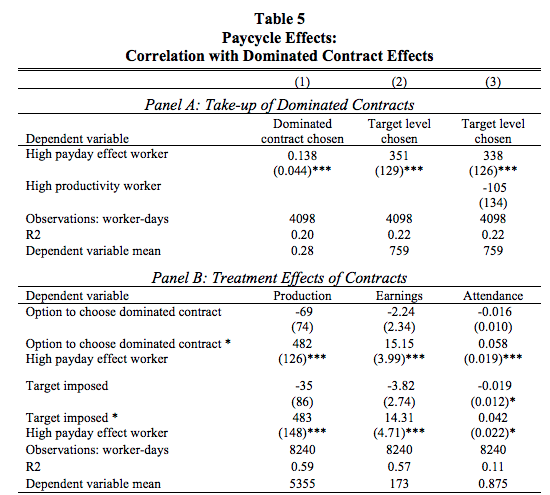 Table 5
Paycycle Effects:
Correlation with Dominated Contract Effects
(1) (2) (3)
Panel A: Take-up of Dominated Contracts
Dominated Target level Target level
Dependent variable contract chosen chosen chosen
High payday effect worker 0.138 351 338
(0.044)*** (129)*** (126)***
High productivity worker -105
(134)
Observations: worker-days 4098 4098 4098
R2 0.20 0.22 0.22
Dependent variable mean 0.28 759 759
Panel B: Treatment Effects of Contracts
Dependent variable Production Earnings Attendance
Option to choose dominated contract -69 -2.24 -0.016
(74) (2.34) (0.010)
Option to choose dominated contract * 482 15.15 0.058
High payday effect worker (126)*** (3.99)*** (0.019)***
Target imposed -35 -3.82 -0.019
(86) (2.74) (0.012)*
Target imposed * 483 14.31 0.042
High payday effect worker (148)*** (4.71)*** (0.022)*
Observations: worker-days 8240 8240 8240
R2 0.59 0.57 0.11
Dependent variable mean 5355 173 0.875